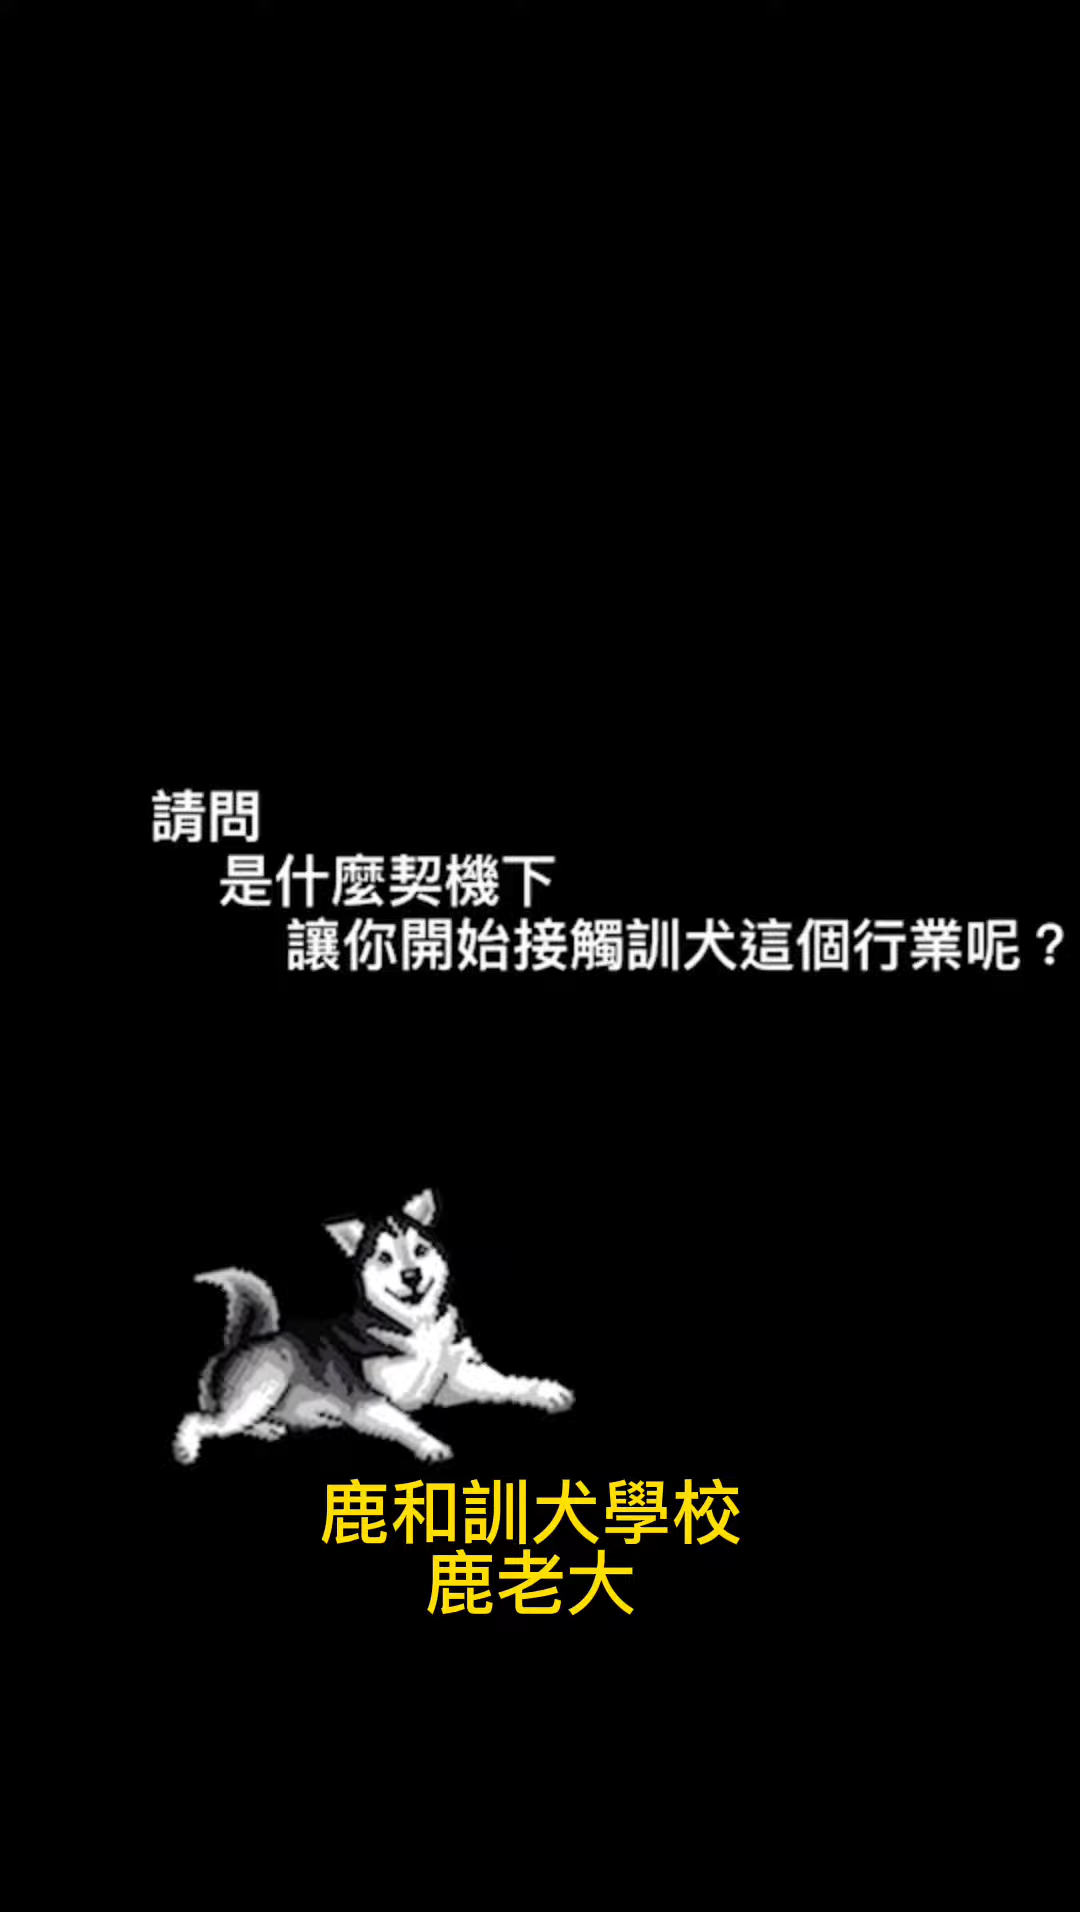 請問
是什麼契機下
讓你開始接觸訓犬這個行業呢？
鹿和訓犬學校
鹿老大